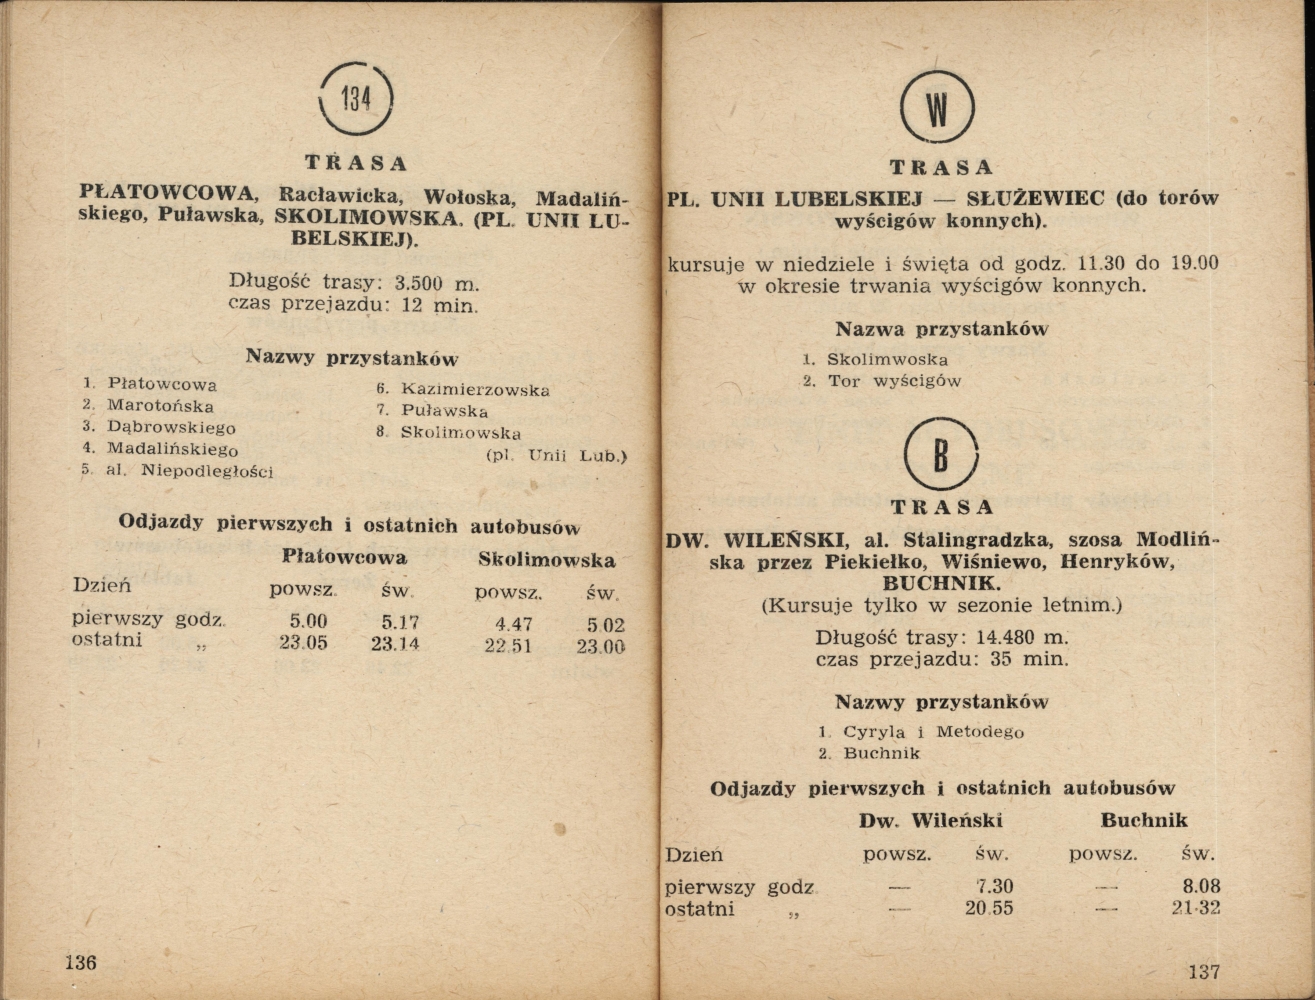 134
TRASA
PŁATOWCOWA, Racławicka, Wołoska, Madaliń-
skiego, Puławska, SKOLIMOWSKA. (PL. UNII LU-
BELSKIEJ).
Długość trasy: 3.500 m.
czas przejazdu: 12 min.
Nazwy przystanków
1. Płatowcowa
2. Marotońska
3. Dąbrowskiego
4. Madalińskiego
5. al. Niepodległości
6. Kazimierzowska
7. Puławska
8. Skolimowska
(pl. Unii Lub.)
Odjazdy pierwszych i ostatnich autobusów
Płatowcowa Skolimowska
Dzień powsz. św. powsz. św.
pierwszy godz. 5.00 5.17 4.47 5.02
ostatni „ 23.05 23.14 22.51 23.00
136
W
TRASA
PL. UNII LUBELSKIEJ — SŁUŻEWIEC (do torów
wyścigów konnych).
kursuje w niedziele i święta od godz. 11.30 do 19.00
w okresie trwania wyścigów konnych.
Nazwa przystanków
1. Skolimwoska
2. Tor wyścigów
B
TRASA
DW. WILEŃSKI, al. Stalingradzka, szosa Modliń-
ska przez Piekiełko, Wiśniewo, Henryków,
BUCHNIK.
(Kursuje tylko w sezonie letnim.)
Długość trasy: 14.480 m.
czas przejazdu: 35 min.
Nazwy przystanków
1. Cyryla i Metodego
2. Buchnik
Odjazdy pierwszych i ostatnich autobusów
Dw. Wileński Buchnik
Dzień powsz. św. powsz. św.
pierwszy godz. — 7.30 — 8.08
ostatni „ — 20.55 — 21.32
137